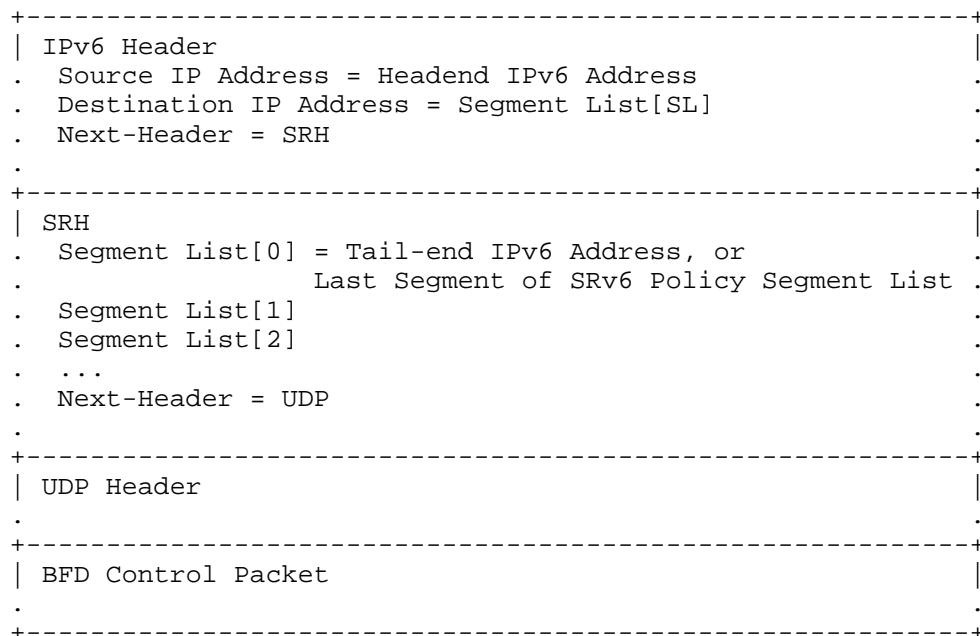 +-----------------------------------------------------------+
| IPv6 Header                                               |
.  Source IP Address = Headend IPv6 Address                 .
.  Destination IP Address = Segment List[SL]                .
.  Next-Header = SRH                                        .
.                                                           .
+-----------------------------------------------------------+
| SRH                                                       |
.  Segment List[0] = Tail-end IPv6 Address, or              .
.                  Last Segment of SRv6 Policy Segment List .
.  Segment List[1]                                          .
.  Segment List[2]                                          .
.  ...                                                      .
.  Next-Header = UDP                                        .
.                                                           .
+-----------------------------------------------------------+
| UDP Header                                                |
.                                                           .
+-----------------------------------------------------------+
| BFD Control Packet                                        |
.                                                           .
+-----------------------------------------------------------+